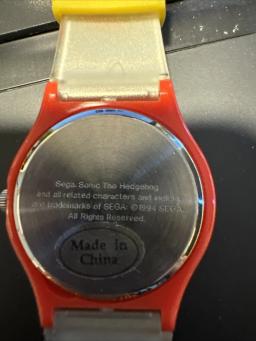 Sega, Sonic The Hedgehog
and all related characters and indicia
are trademarks of SEGA. ©1994 SEGA.
All Rights Reserved.
Made in
China